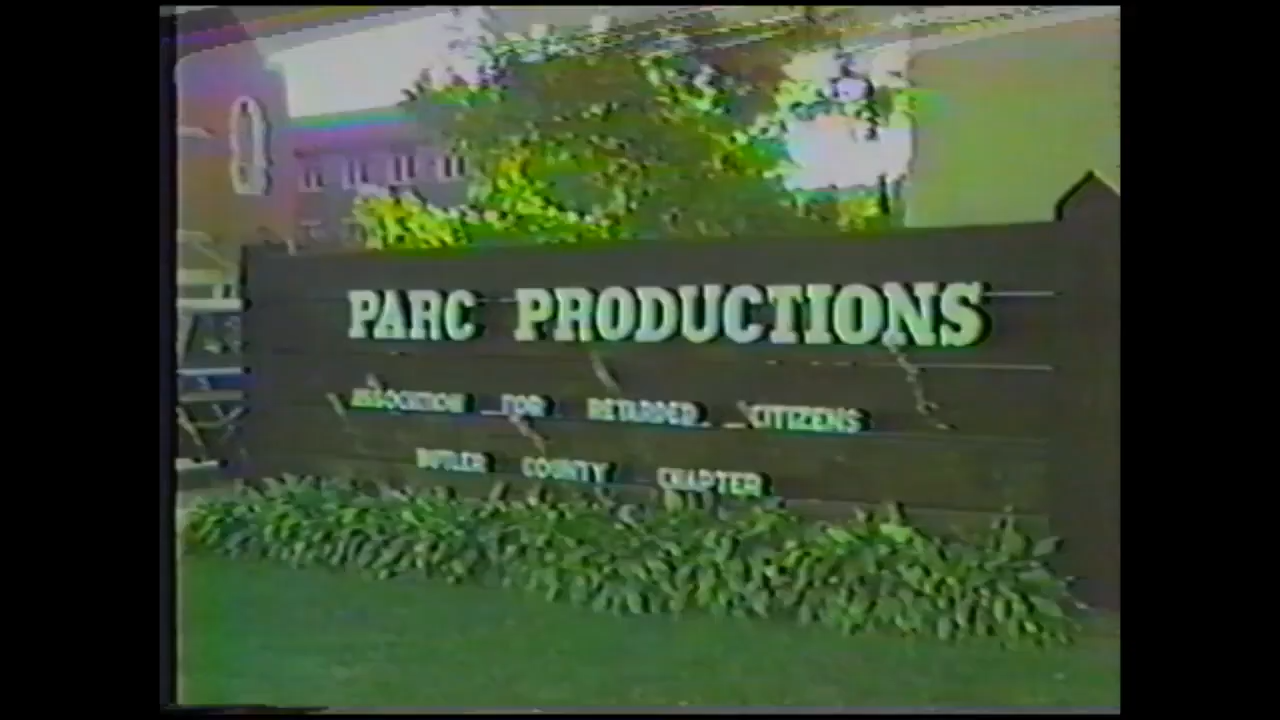 PARC PRODUCTIONS
ASSOCIATION FOR RETARDED CITIZENS
BUTLER COUNTY CHAPTER